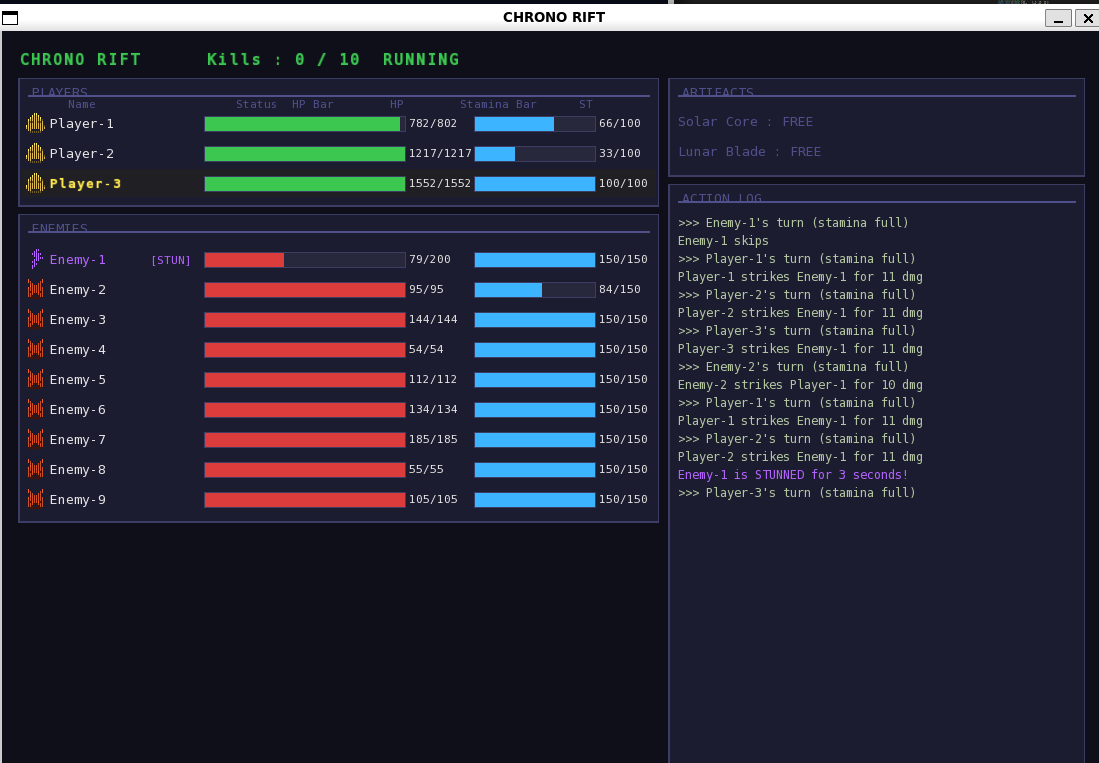 CHRONO RIFT
CHRONO RIFT Kills : 0 / 10 RUNNING
PLAYERS
Name Status HP Bar HP Stamina Bar ST
Player-1 782/802 66/100
Player-2 1217/1217 33/100
Player-3 1552/1552 100/100
ENEMIES
Enemy-1 [STUN] 79/200 150/150
Enemy-2 95/95 84/150
Enemy-3 144/144 150/150
Enemy-4 54/54 150/150
Enemy-5 112/112 150/150
Enemy-6 134/134 150/150
Enemy-7 185/185 150/150
Enemy-8 55/55 150/150
Enemy-9 105/105 150/150
ARTIFACTS
Solar Core : FREE
Lunar Blade : FREE
ACTION LOG
>>> Enemy-1's turn (stamina full)
Enemy-1 skips
>>> Player-1's turn (stamina full)
Player-1 strikes Enemy-1 for 11 dmg
>>> Player-2's turn (stamina full)
Player-2 strikes Enemy-1 for 11 dmg
>>> Player-3's turn (stamina full)
Player-3 strikes Enemy-1 for 11 dmg
>>> Enemy-2's turn (stamina full)
Enemy-2 strikes Player-1 for 10 dmg
>>> Player-1's turn (stamina full)
Player-1 strikes Enemy-1 for 11 dmg
>>> Player-2's turn (stamina full)
Player-2 strikes Enemy-1 for 11 dmg
Enemy-1 is STUNNED for 3 seconds!
>>> Player-3's turn (stamina full)